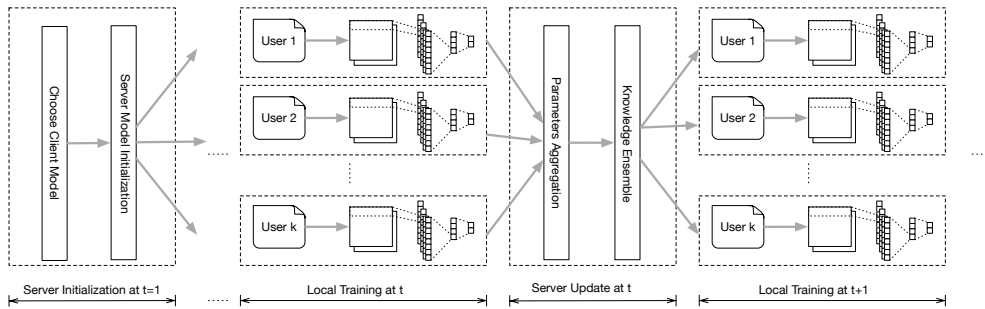 Choose Client Model
Server Model Initialization
.....
User 1
User 2
User k
Parameters Aggregation
Knowledge Ensemble
User 1
User 2
User k
.....
Server Initialization at t=1
.....
Local Training at t
Server Update at t
Local Training at t+1